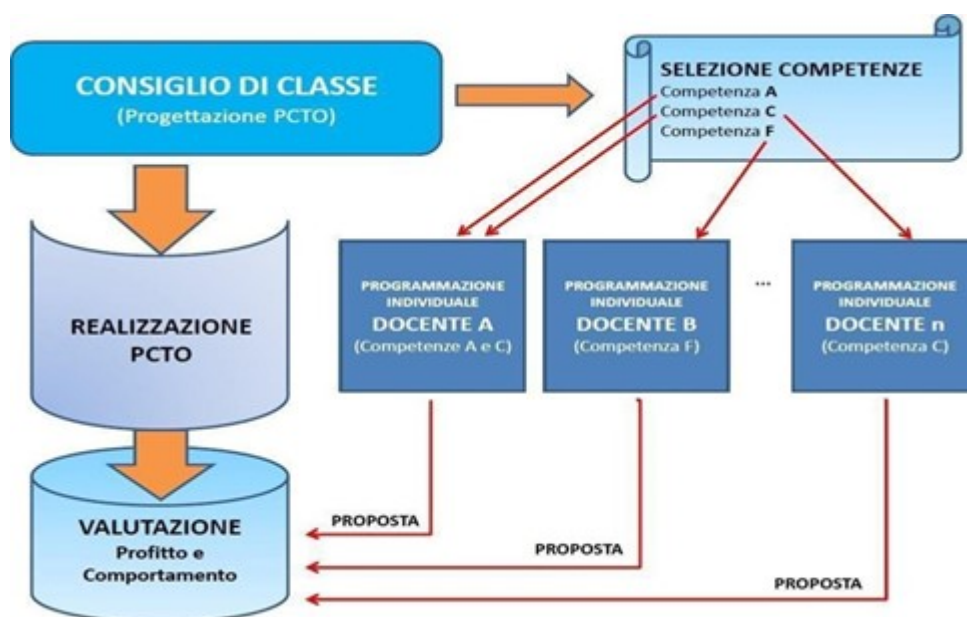 CONSIGLIO DI CLASSE
(Progettazione PCTO)
SELEZIONE COMPETENZE
Competenza A
Competenza C
Competenza F
REALIZZAZIONE
PCTO
PROGRAMMAZIONE
INDIVIDUALE
DOCENTE A
(Competenze A e C)
PROGRAMMAZIONE
INDIVIDUALE
DOCENTE B
(Competenza F)
...
PROGRAMMAZIONE
INDIVIDUALE
DOCENTE n
(Competenza C)
VALUTAZIONE
Profitto e
Comportamento
PROPOSTA
PROPOSTA
PROPOSTA